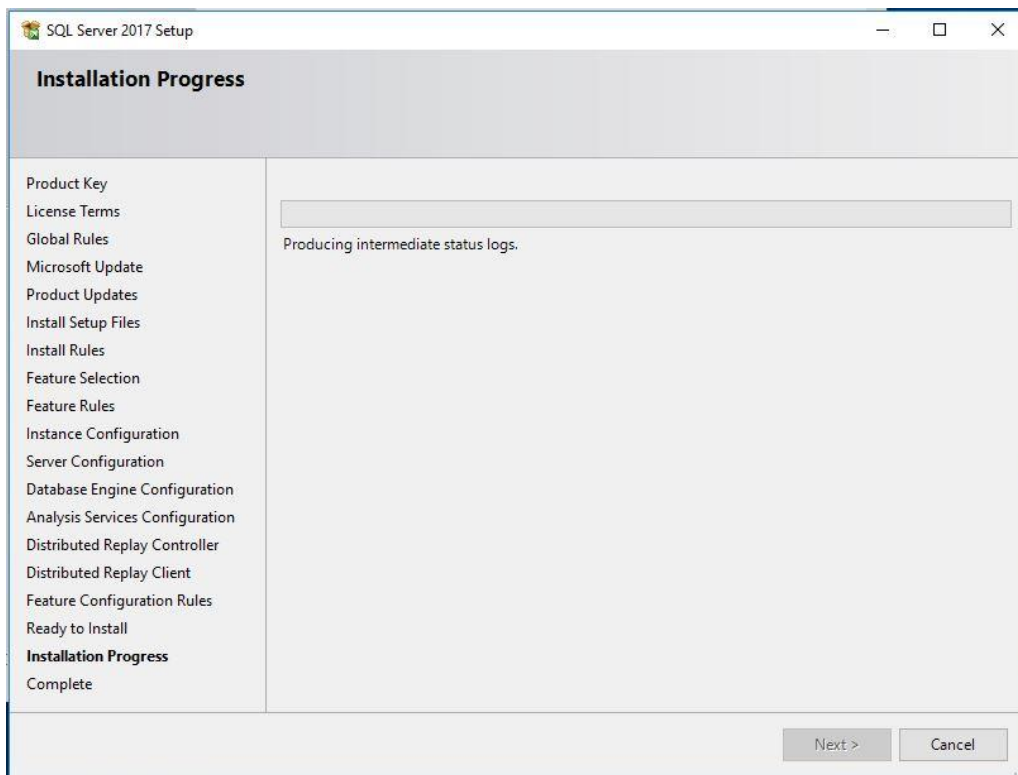 SQL Server 2017 Setup
Installation Progress
Product Key
License Terms
Global Rules
Microsoft Update
Product Updates
Install Setup Files
Install Rules
Feature Selection
Feature Rules
Instance Configuration
Server Configuration
Database Engine Configuration
Analysis Services Configuration
Distributed Replay Controller
Distributed Replay Client
Feature Configuration Rules
Ready to Install
Installation Progress
Complete
Producing intermediate status logs.
Next >
Cancel